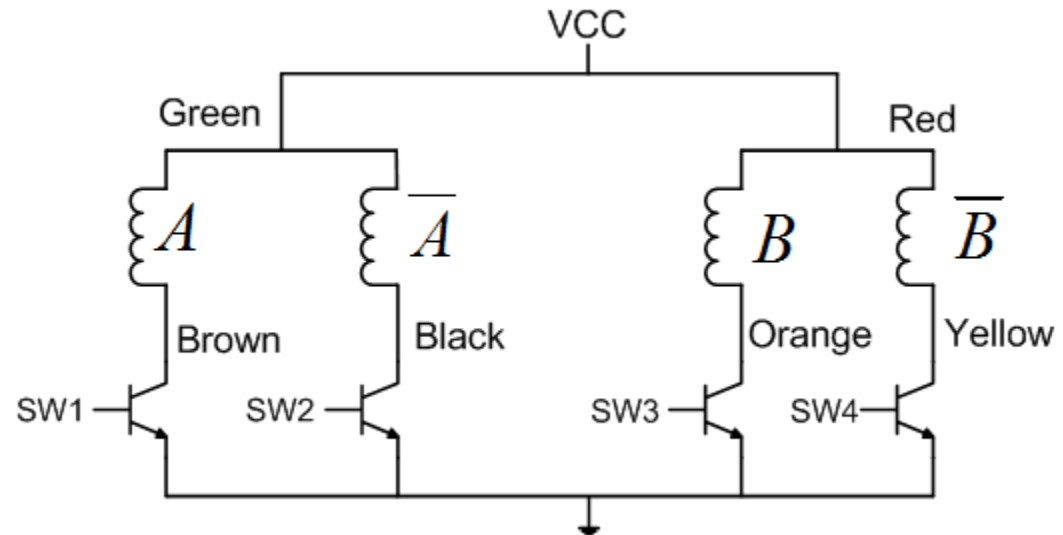 VCC
Green
Red
A
A̅
B
B̅
Brown
Black
Orange
Yellow
SW1
SW2
SW3
SW4